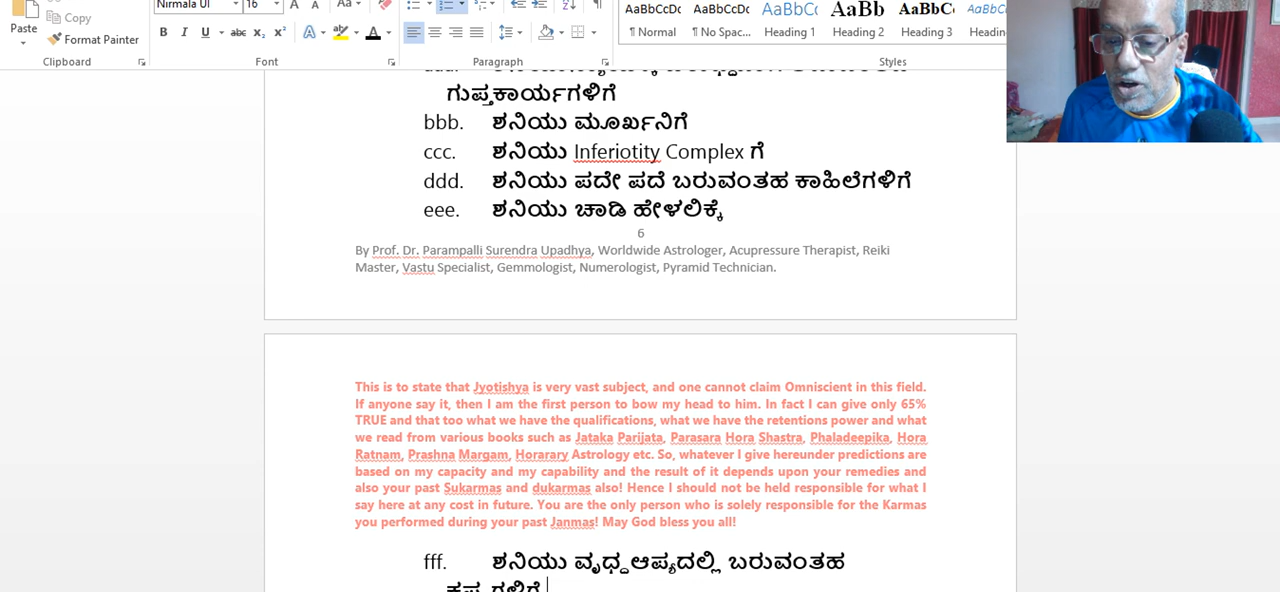 Nirmala UI 16 A A Aa
Copy
Paste
Format Painter
B I U abc x₂ x² A A
AaBbCcDc AaBbCcDc AaBbCc AaBb AaBbCc AaBbC
¶ Normal ¶ No Spac... Heading 1 Heading 2 Heading 3 Headin
Clipboard Font Paragraph Styles
ಗುಪ್ತಕಾರ್ಯಗಳಿಗೆ
bbb. ಶನಿಯು ಮೂರ್ಖನಿಗೆ
ccc. ಶನಿಯು Inferiotity Complex ಗೆ
ddd. ಶನಿಯು ಪದೇ ಪದೆ ಬರುವಂತಹ ಕಾಹಿಲೆಗಳಿಗೆ
eee. ಶನಿಯು ಚಾಡಿ ಹೇಳಲಿಕ್ಕೆ
6
By Prof. Dr. Parampalli Surendra Upadhya, Worldwide Astrologer, Acupressure Therapist, Reiki
Master, Vastu Specialist, Gemmologist, Numerologist, Pyramid Technician.
This is to state that Jyotishya is very vast subject, and one cannot claim Omniscient in this field.
If anyone say it, then I am the first person to bow my head to him. In fact I can give only 65%
TRUE and that too what we have the qualifications, what we have the retentions power and what
we read from various books such as Jataka Parijata, Parasara Hora Shastra, Phaladeepika, Hora
Ratnam, Prashna Margam, Horarary Astrology etc. So, whatever I give hereunder predictions are
based on my capacity and my capability and the result of it depends upon your remedies and
also your past Sukarmas and dukarmas also! Hence I should not be held responsible for what I
say here at any cost in future. You are the only person who is solely responsible for the Karmas
you performed during your past Janmas! May God bless you all!
fff. ಶನಿಯು ವೃಧ್ಧಆಪ್ಯದಲ್ಲಿ ಬರುವಂತಹ